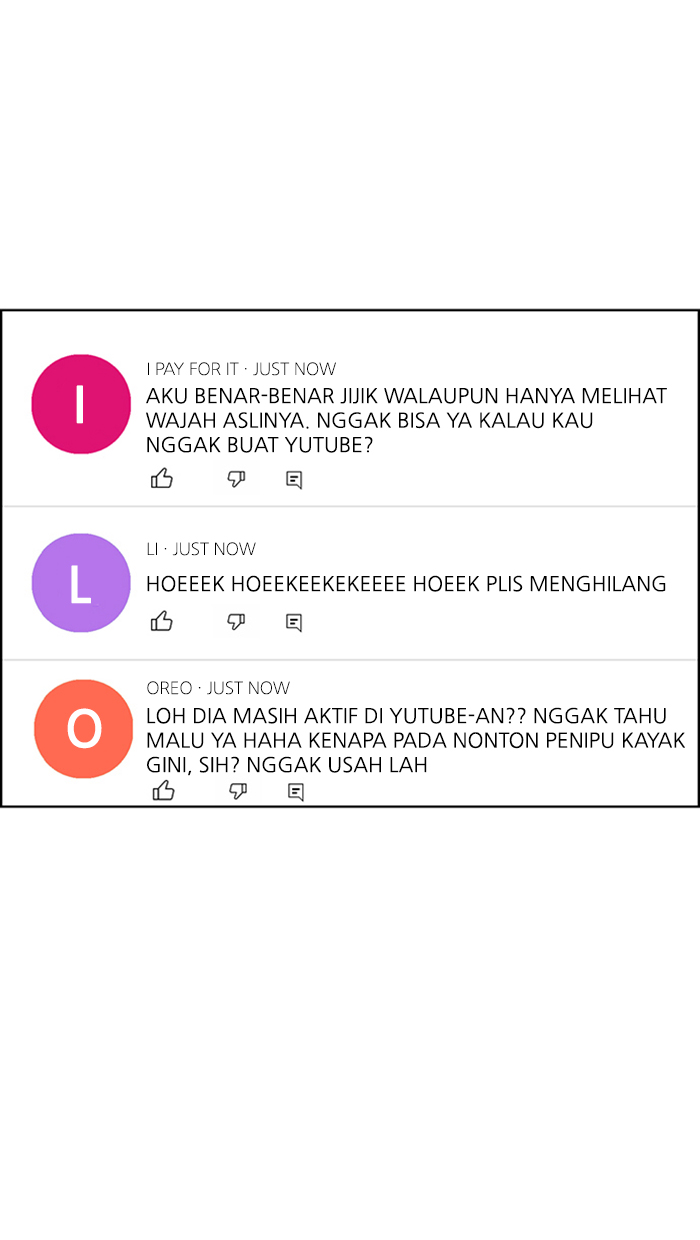 I
I PAY FOR IT · JUST NOW
AKU BENAR-BENAR JIJIK WALAUPUN HANYA MELIHAT
WAJAH ASLINYA. NGGAK BISA YA KALAU KAU
NGGAK BUAT YUTUBE?
L
LI · JUST NOW
HOEEEK HOEEKEEKEKEEEE HOEEK PLIS MENGHILANG
O
OREO · JUST NOW
LOH DIA MASIH AKTIF DI YUTUBE-AN?? NGGAK TAHU
MALU YA HAHA KENAPA PADA NONTON PENIPU KAYAK
GINI, SIH? NGGAK USAH LAH